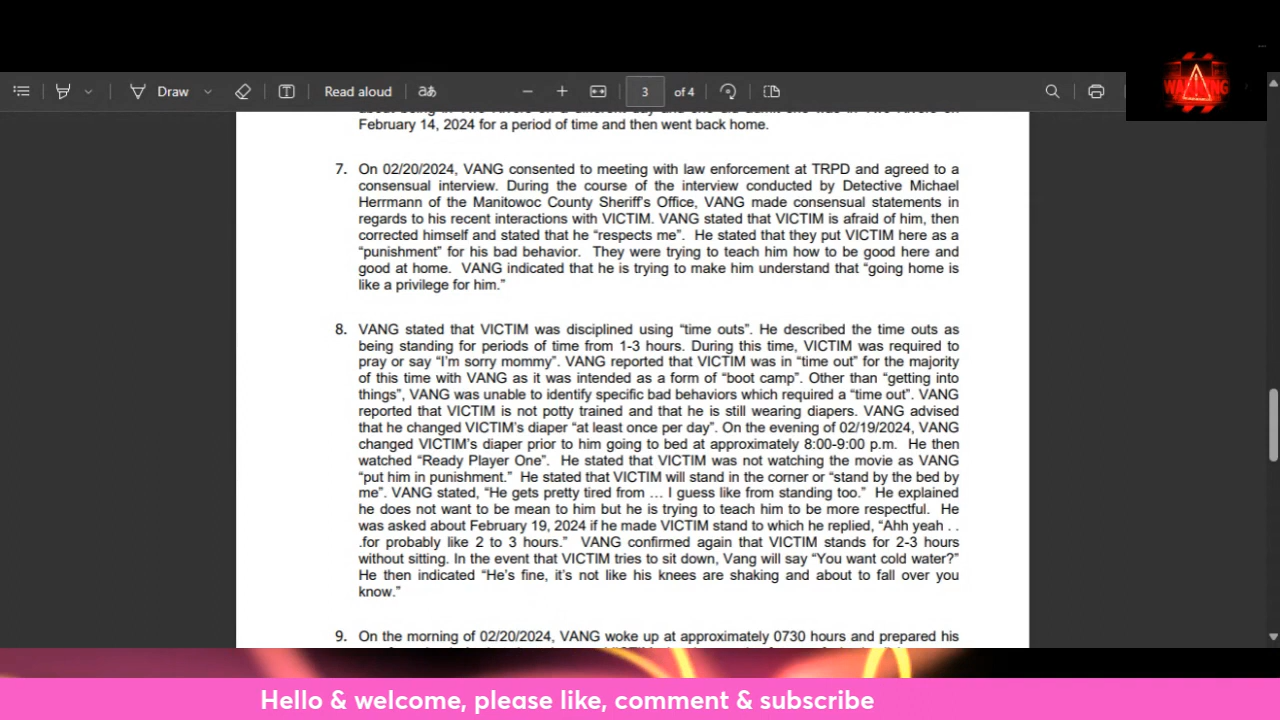 Draw
Read aloud
aあ
3
of 4
WARNING
February 14, 2024 for a period of time and then went back home.
7. On 02/20/2024, VANG consented to meeting with law enforcement at TRPD and agreed to a
consensual interview. During the course of the interview conducted by Detective Michael
Herrmann of the Manitowoc County Sheriff's Office, VANG made consensual statements in
regards to his recent interactions with VICTIM. VANG stated that VICTIM is afraid of him, then
corrected himself and stated that he “respects me”. He stated that they put VICTIM here as a
“punishment” for his bad behavior. They were trying to teach him how to be good here and
good at home. VANG indicated that he is trying to make him understand that “going home is
like a privilege for him.”
8. VANG stated that VICTIM was disciplined using “time outs”. He described the time outs as
being standing for periods of time from 1-3 hours. During this time, VICTIM was required to
pray or say “I'm sorry mommy”. VANG reported that VICTIM was in “time out” for the majority
of this time with VANG as it was intended as a form of “boot camp”. Other than “getting into
things”, VANG was unable to identify specific bad behaviors which required a “time out”. VANG
reported that VICTIM is not potty trained and that he is still wearing diapers. VANG advised
that he changed VICTIM's diaper “at least once per day”. On the evening of 02/19/2024, VANG
changed VICTIM's diaper prior to him going to bed at approximately 8:00-9:00 p.m. He then
watched “Ready Player One”. He stated that VICTIM was not watching the movie as VANG
“put him in punishment.” He stated that VICTIM will stand in the corner or “stand by the bed by
me”. VANG stated, “He gets pretty tired from … I guess like from standing too.” He explained
he does not want to be mean to him but he is trying to teach him to be more respectful. He
was asked about February 19, 2024 if he made VICTIM stand to which he replied, “Ahh yeah . .
.for probably like 2 to 3 hours.” VANG confirmed again that VICTIM stands for 2-3 hours
without sitting. In the event that VICTIM tries to sit down, Vang will say “You want cold water?”
He then indicated “He's fine, it's not like his knees are shaking and about to fall over you
know.”
9. On the morning of 02/20/2024, VANG woke up at approximately 0730 hours and prepared his
Hello & welcome, please like, comment & subscribe